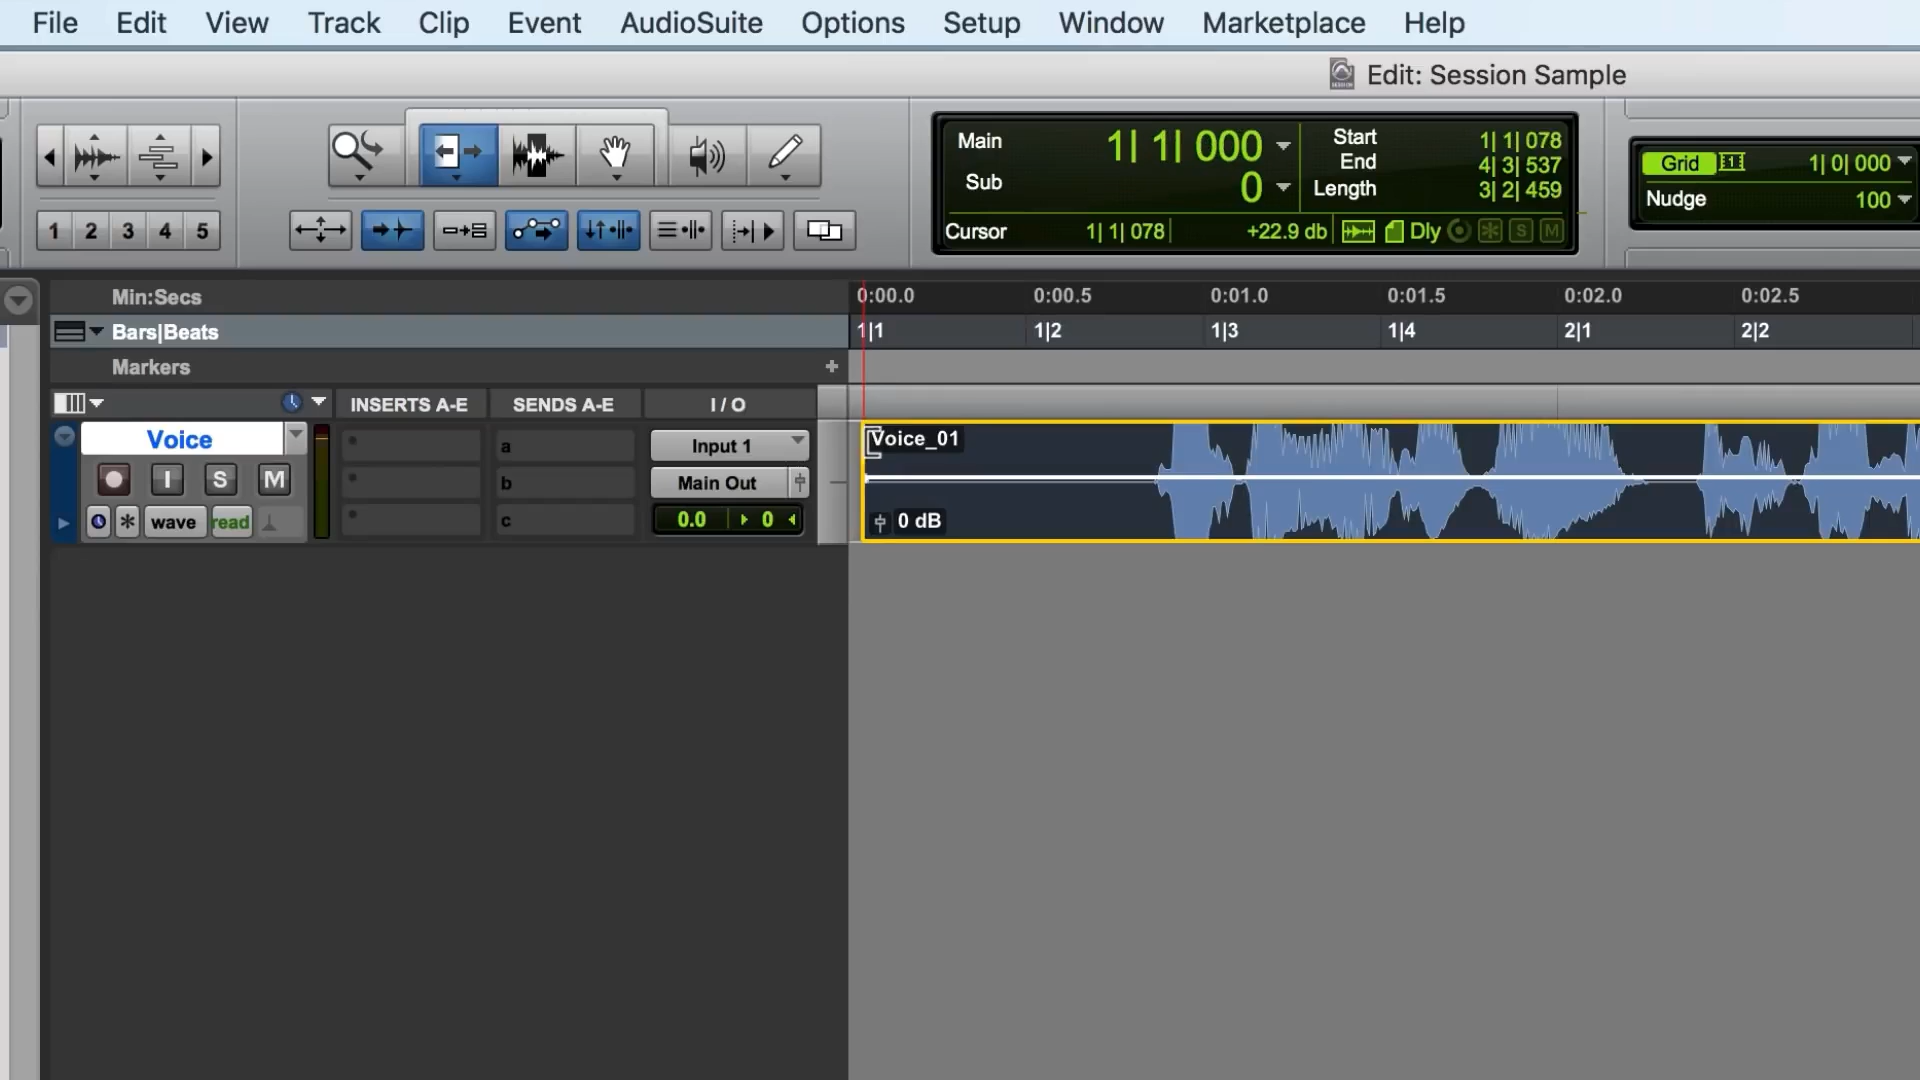 File Edit View Track Clip Event AudioSuite Options Setup Window Marketplace Help
Edit: Session Sample
Main 1| 1| 000
Sub 0
Start 1| 1| 078
End 4| 3| 537
Length 3| 2| 459
Cursor 1| 1| 078 +22.9 db Dly S M
Grid 1| 0| 000
Nudge 100
1 2 3 4 5
Min:Secs 0:00.0 0:00.5 0:01.0 0:01.5 0:02.0 0:02.5
Bars|Beats 1|1 1|2 1|3 1|4 2|1 2|2
Markers +
INSERTS A-E SENDS A-E I / O
Voice
I S M
wave read
a
b
c
Input 1
Main Out
0.0 0
Voice_01
0 dB